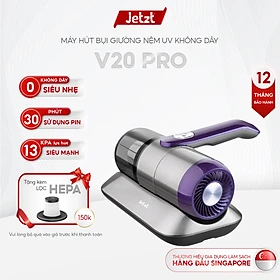 Jetzt
MÁY HÚT BỤI GIƯỜNG NỆM UV KHÔNG DÂY
V20 PRO
0
KHÔNG DÂY
SIÊU NHẸ
30
PHÚT
SỬ DỤNG PIN
13
KPA lực hút
SIÊU MẠNH
12
THÁNG
BẢO HÀNH
Tặng kèm
LỌC HEPA
150k
Vui lòng bỏ quà vào giỏ trước khi thanh toán
Jetzt
THƯƠNG HIỆU GIA DỤNG LÀM SẠCH
HÀNG ĐẦU SINGAPORE